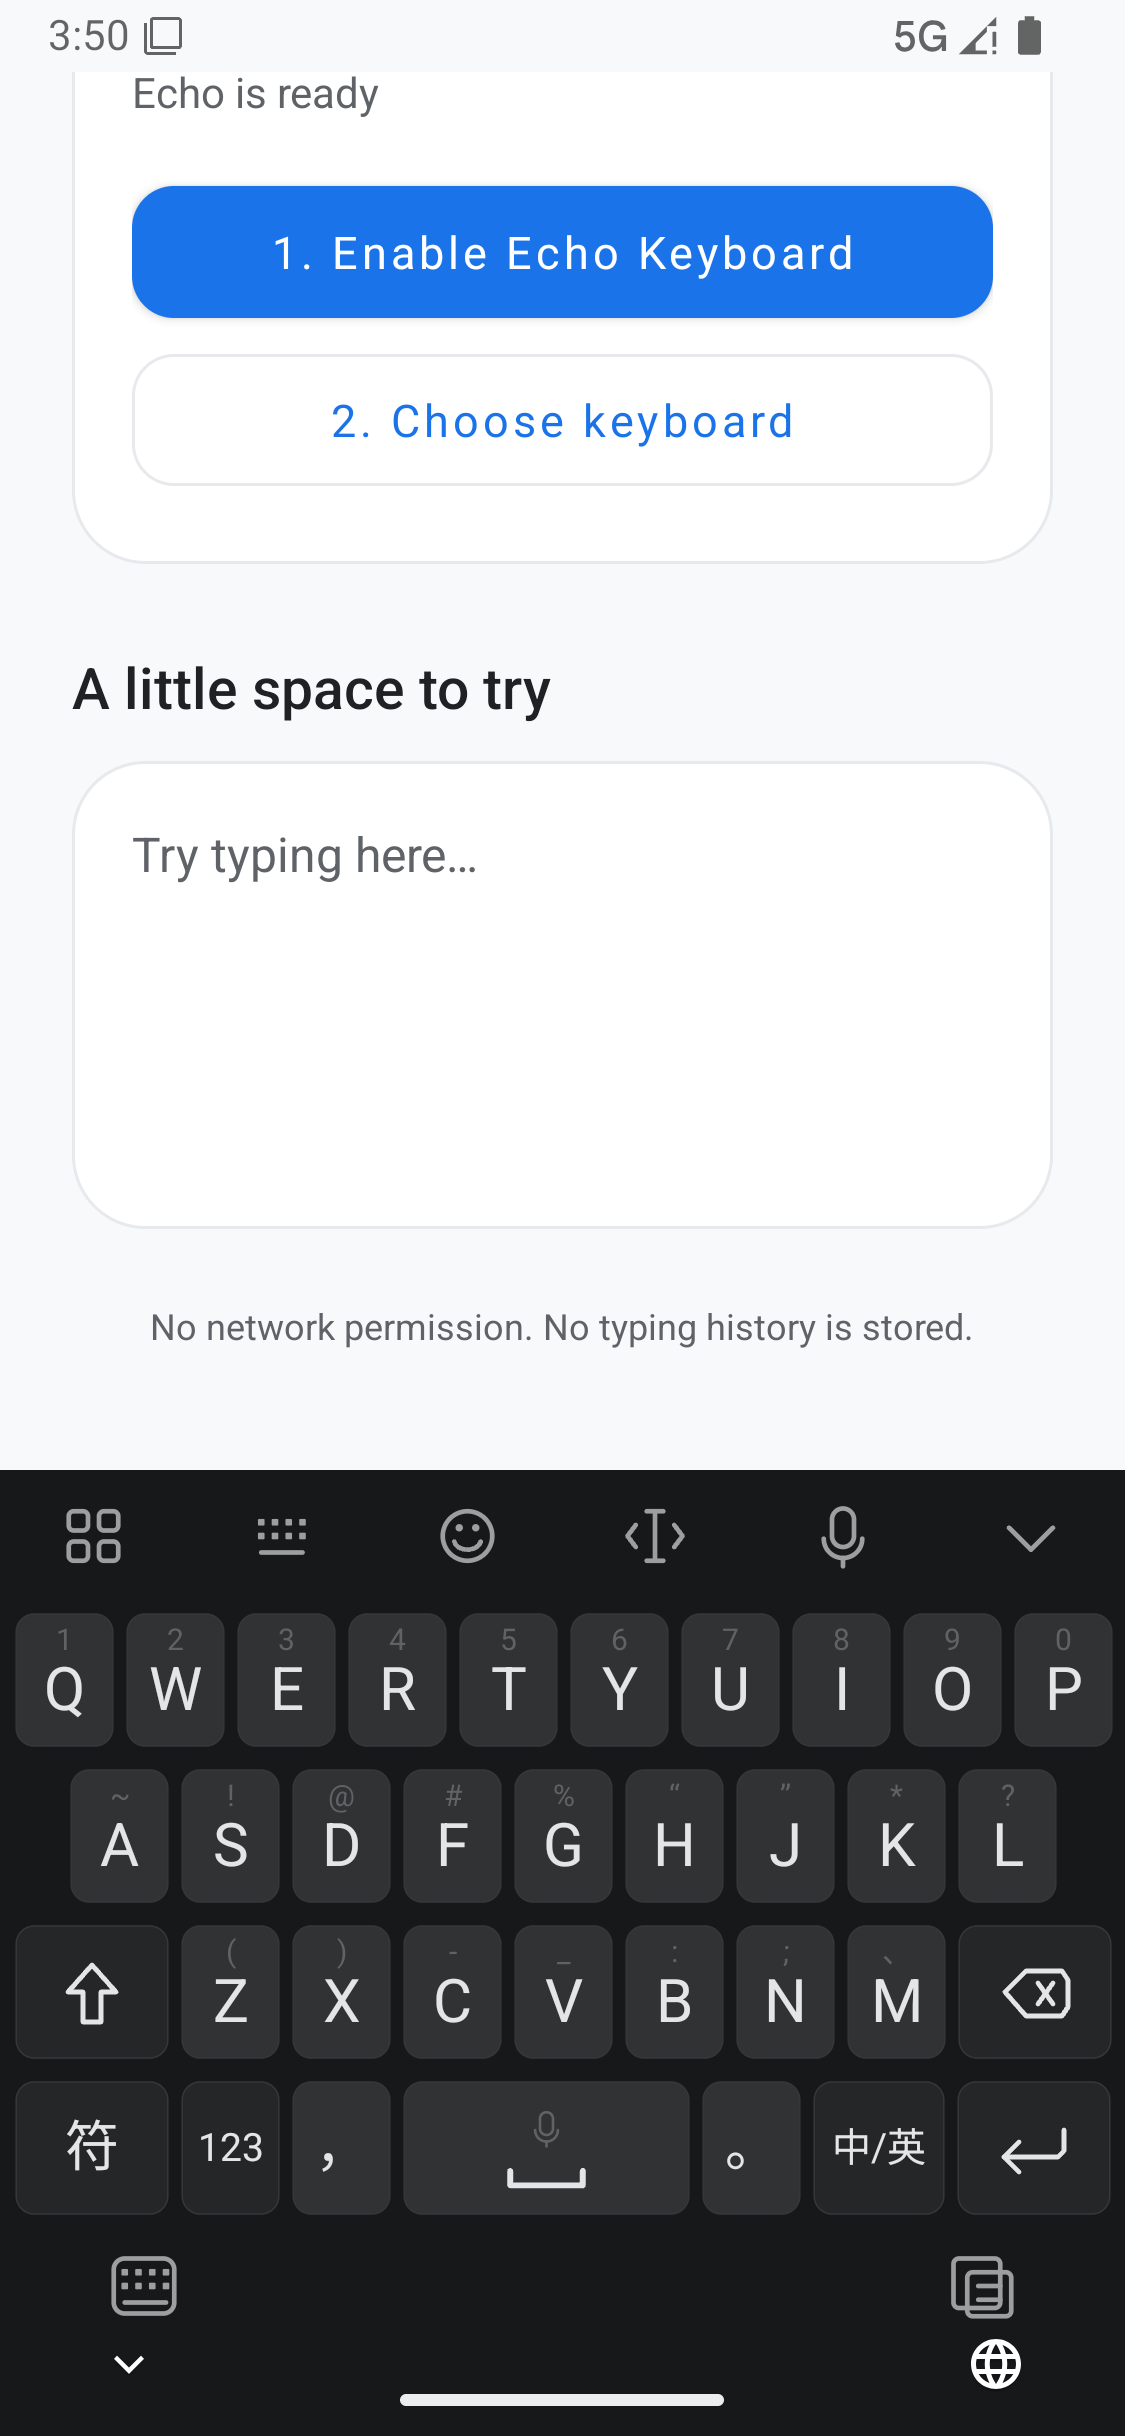 3:50 5G
Echo is ready
1. Enable Echo Keyboard
2. Choose keyboard
A little space to try
Try typing here...
No network permission. No typing history is stored.
1 2 3 4 5 6 7 8 9 0
Q W E R T Y U I O P
~ ! @ # % “ ” * ?
A S D F G H J K L
( ) - _ : ; 、
Z X C V B N M
符 123 ， 。 中/英